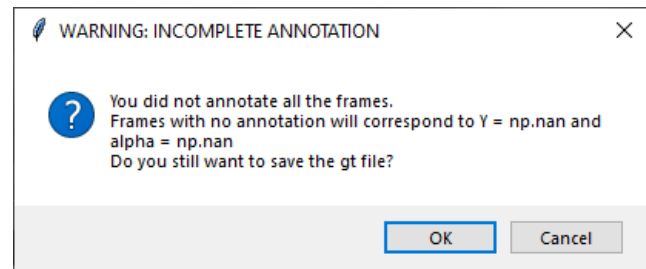 WARNING: INCOMPLETE ANNOTATION
You did not annotate all the frames.
Frames with no annotation will correspond to Y = np.nan and
alpha = np.nan
Do you still want to save the gt file?
OK
Cancel